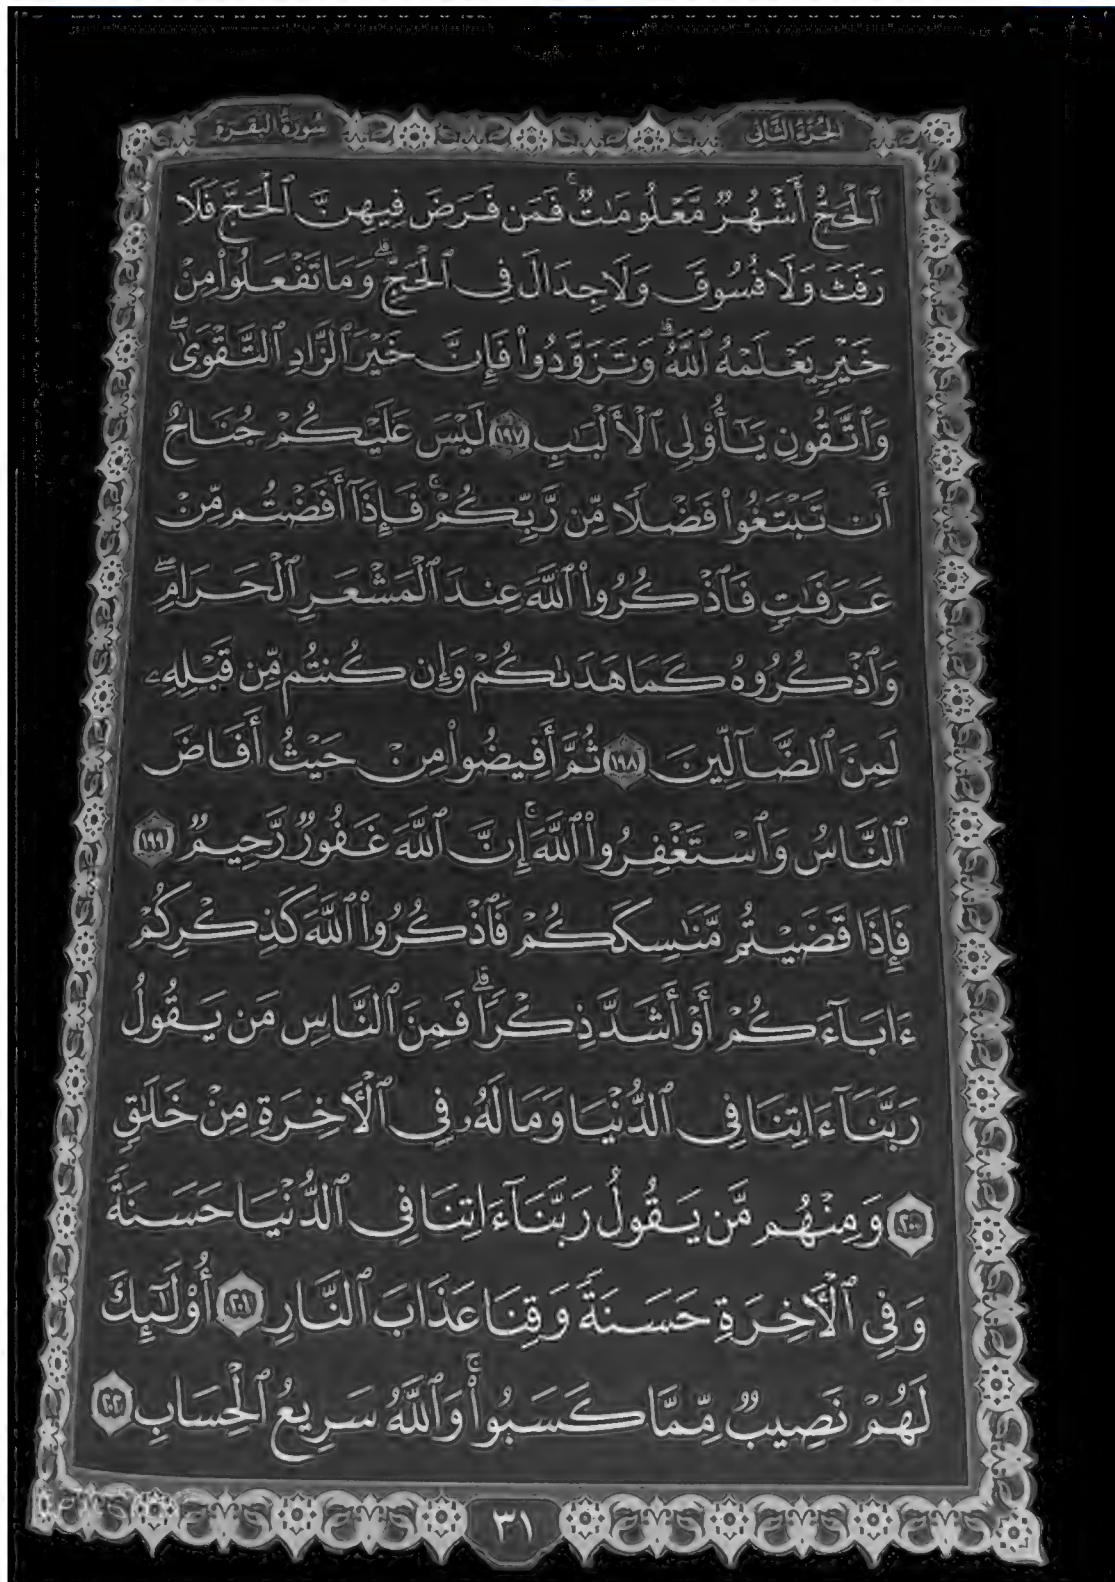 الجزء الثاني
سورة البقرة
ٱلۡحَجُّ أَشۡهُرٞ مَّعۡلُومَٰتٞۚ فَمَن فَرَضَ فِيهِنَّ ٱلۡحَجَّ فَلَا
رَفَثَ وَلَا فُسُوقَ وَلَا جِدَالَ فِي ٱلۡحَجِّۗ وَمَا تَفۡعَلُواْ مِنۡ
خَيۡرٖ يَعۡلَمۡهُ ٱللَّهُۗ وَتَزَوَّدُواْ فَإِنَّ خَيۡرَ ٱلزَّادِ ٱلتَّقۡوَىٰۖ
وَٱتَّقُونِ يَٰٓأُوْلِي ٱلۡأَلۡبَٰبِ ١٩٧ لَيۡسَ عَلَيۡكُمۡ جُنَاحٌ
أَن تَبۡتَغُواْ فَضۡلٗا مِّن رَّبِّكُمۡۚ فَإِذَآ أَفَضۡتُم مِّنۡ
عَرَفَٰتٖ فَٱذۡكُرُواْ ٱللَّهَ عِندَ ٱلۡمَشۡعَرِ ٱلۡحَرَامِۖ
وَٱذۡكُرُوهُ كَمَا هَدَىٰكُمۡ وَإِن كُنتُم مِّن قَبۡلِهِۦ
لَمِنَ ٱلضَّآلِّينَ ١٩٨ ثُمَّ أَفِيضُواْ مِنۡ حَيۡثُ أَفَاضَ
ٱلنَّاسُ وَٱسۡتَغۡفِرُواْ ٱللَّهَۚ إِنَّ ٱللَّهَ غَفُورٞ رَّحِيمٞ ١٩٩
فَإِذَا قَضَيۡتُم مَّنَٰسِكَكُمۡ فَٱذۡكُرُواْ ٱللَّهَ كَذِكۡرِكُمۡ
ءَابَآءَكُمۡ أَوۡ أَشَدَّ ذِكۡرٗاۗ فَمِنَ ٱلنَّاسِ مَن يَقُولُ
رَبَّنَآ ءَاتِنَا فِي ٱلدُّنۡيَا وَمَا لَهُۥ فِي ٱلۡأٓخِرَةِ مِنۡ خَلَٰقٖ
٢٠٠ وَمِنۡهُم مَّن يَقُولُ رَبَّنَآ ءَاتِنَا فِي ٱلدُّنۡيَا حَسَنَةٗ
وَفِي ٱلۡأٓخِرَةِ حَسَنَةٗ وَقِنَا عَذَابَ ٱلنَّارِ ٢٠١ أُوْلَٰٓئِكَ
لَهُمۡ نَصِيبٞ مِّمَّا كَسَبُواْۚ وَٱللَّهُ سَرِيعُ ٱلۡحِسَابِ ٢٠٢
٣١